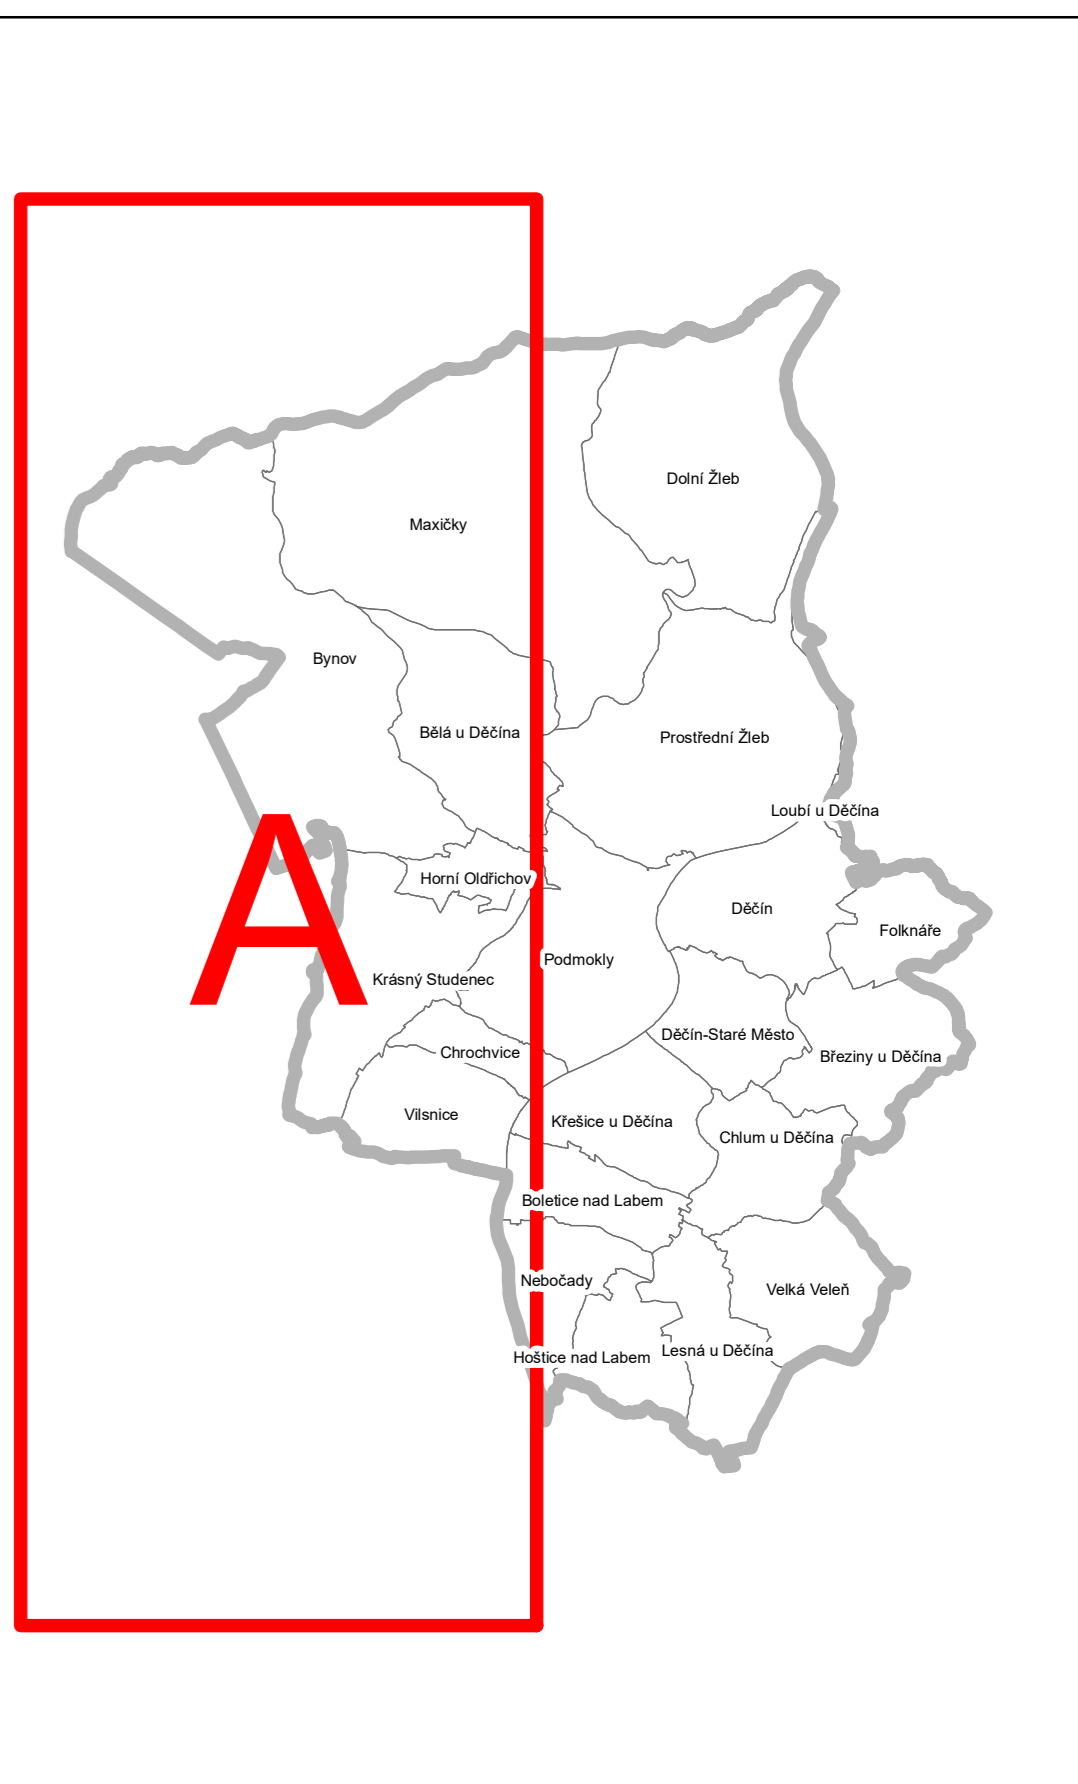 Dolní Žleb
Maxičky
Bynov
Bělá u Děčína
Prostřední Žleb
Loubí u Děčína
A
Horní Oldřichov
Děčín
Folknáře
Podmokly
Krásný Studenec
Děčín-Staré Město
Chrochvice
Březiny u Děčína
Vilsnice
Křešice u Děčína
Chlum u Děčína
Boletice nad Labem
Nebočady
Velká Veleň
Hoštice nad Labem
Lesná u Děčína